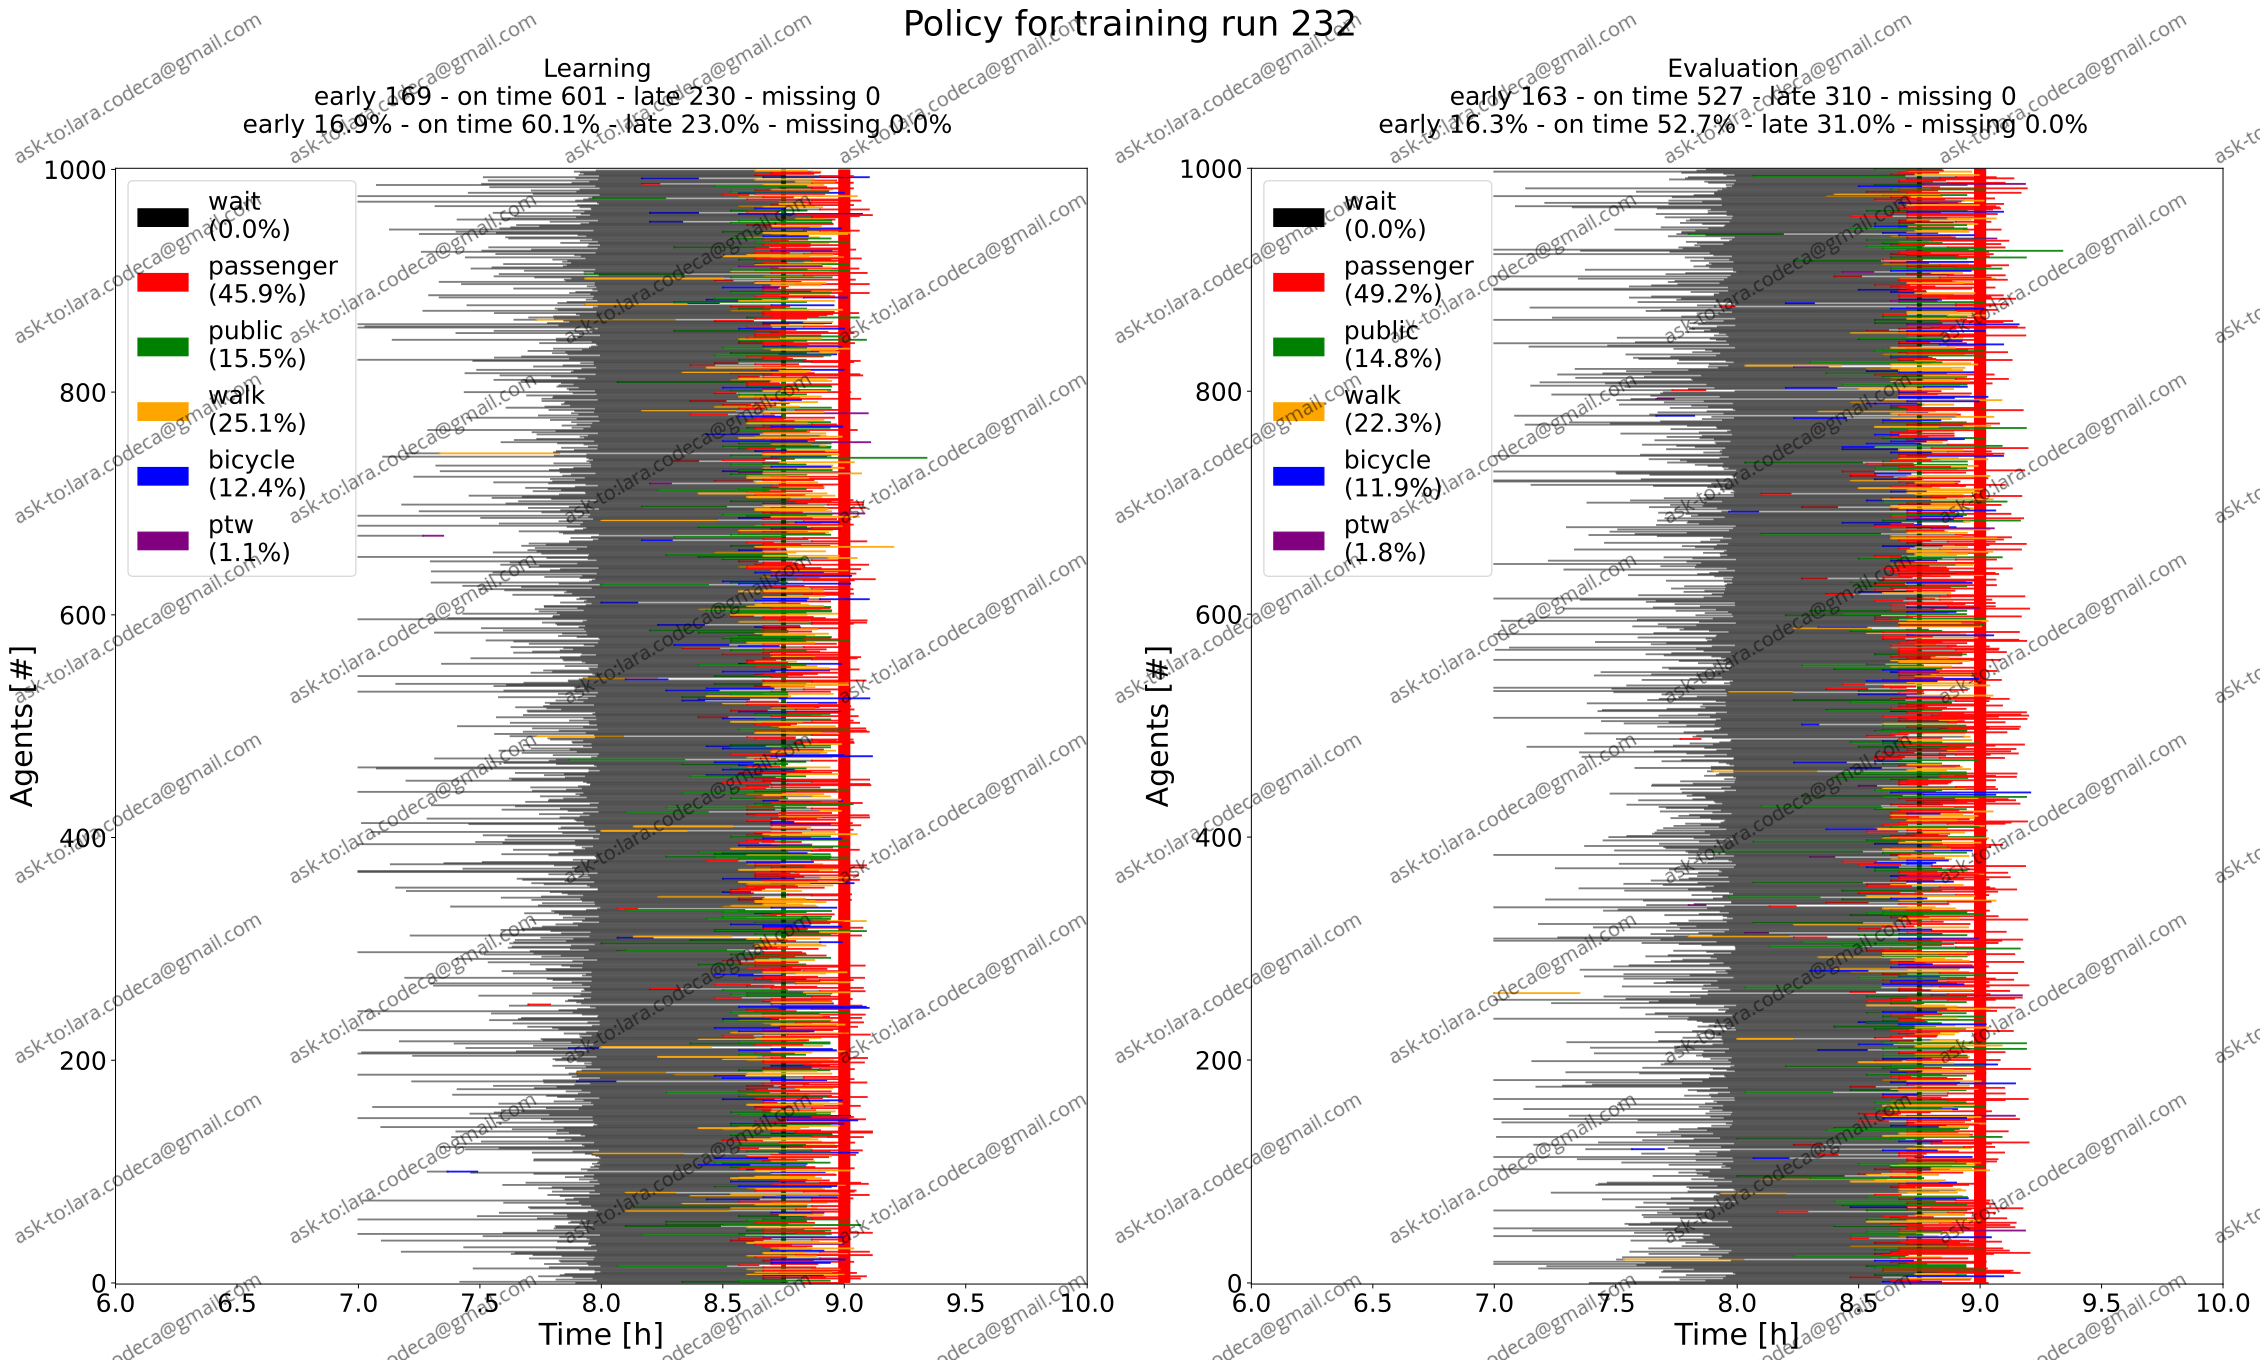 Policy for training run 232
Learning
early 169 - on time 601 - late 230 - missing 0
early 16.9% - on time 60.1% - late 23.0% - missing 0.0%
1000
800
600
400
200
0
Agents [#]
wait
(0.0%)
passenger
(45.9%)
public
(15.5%)
walk
(25.1%)
bicycle
(12.4%)
ptw
(1.1%)
6.0 6.5 7.0 7.5 8.0 8.5 9.0 9.5 10.0
Time [h]
Evaluation
early 163 - on time 527 - late 310 - missing 0
early 16.3% - on time 52.7% - late 31.0% - missing 0.0%
1000
800
600
400
200
0
Agents [#]
wait
(0.0%)
passenger
(49.2%)
public
(14.8%)
walk
(22.3%)
bicycle
(11.9%)
ptw
(1.8%)
6.0 6.5 7.0 7.5 8.0 8.5 9.0 9.5 10.0
Time [h]
ask-to:lara.codeca@gmail.com